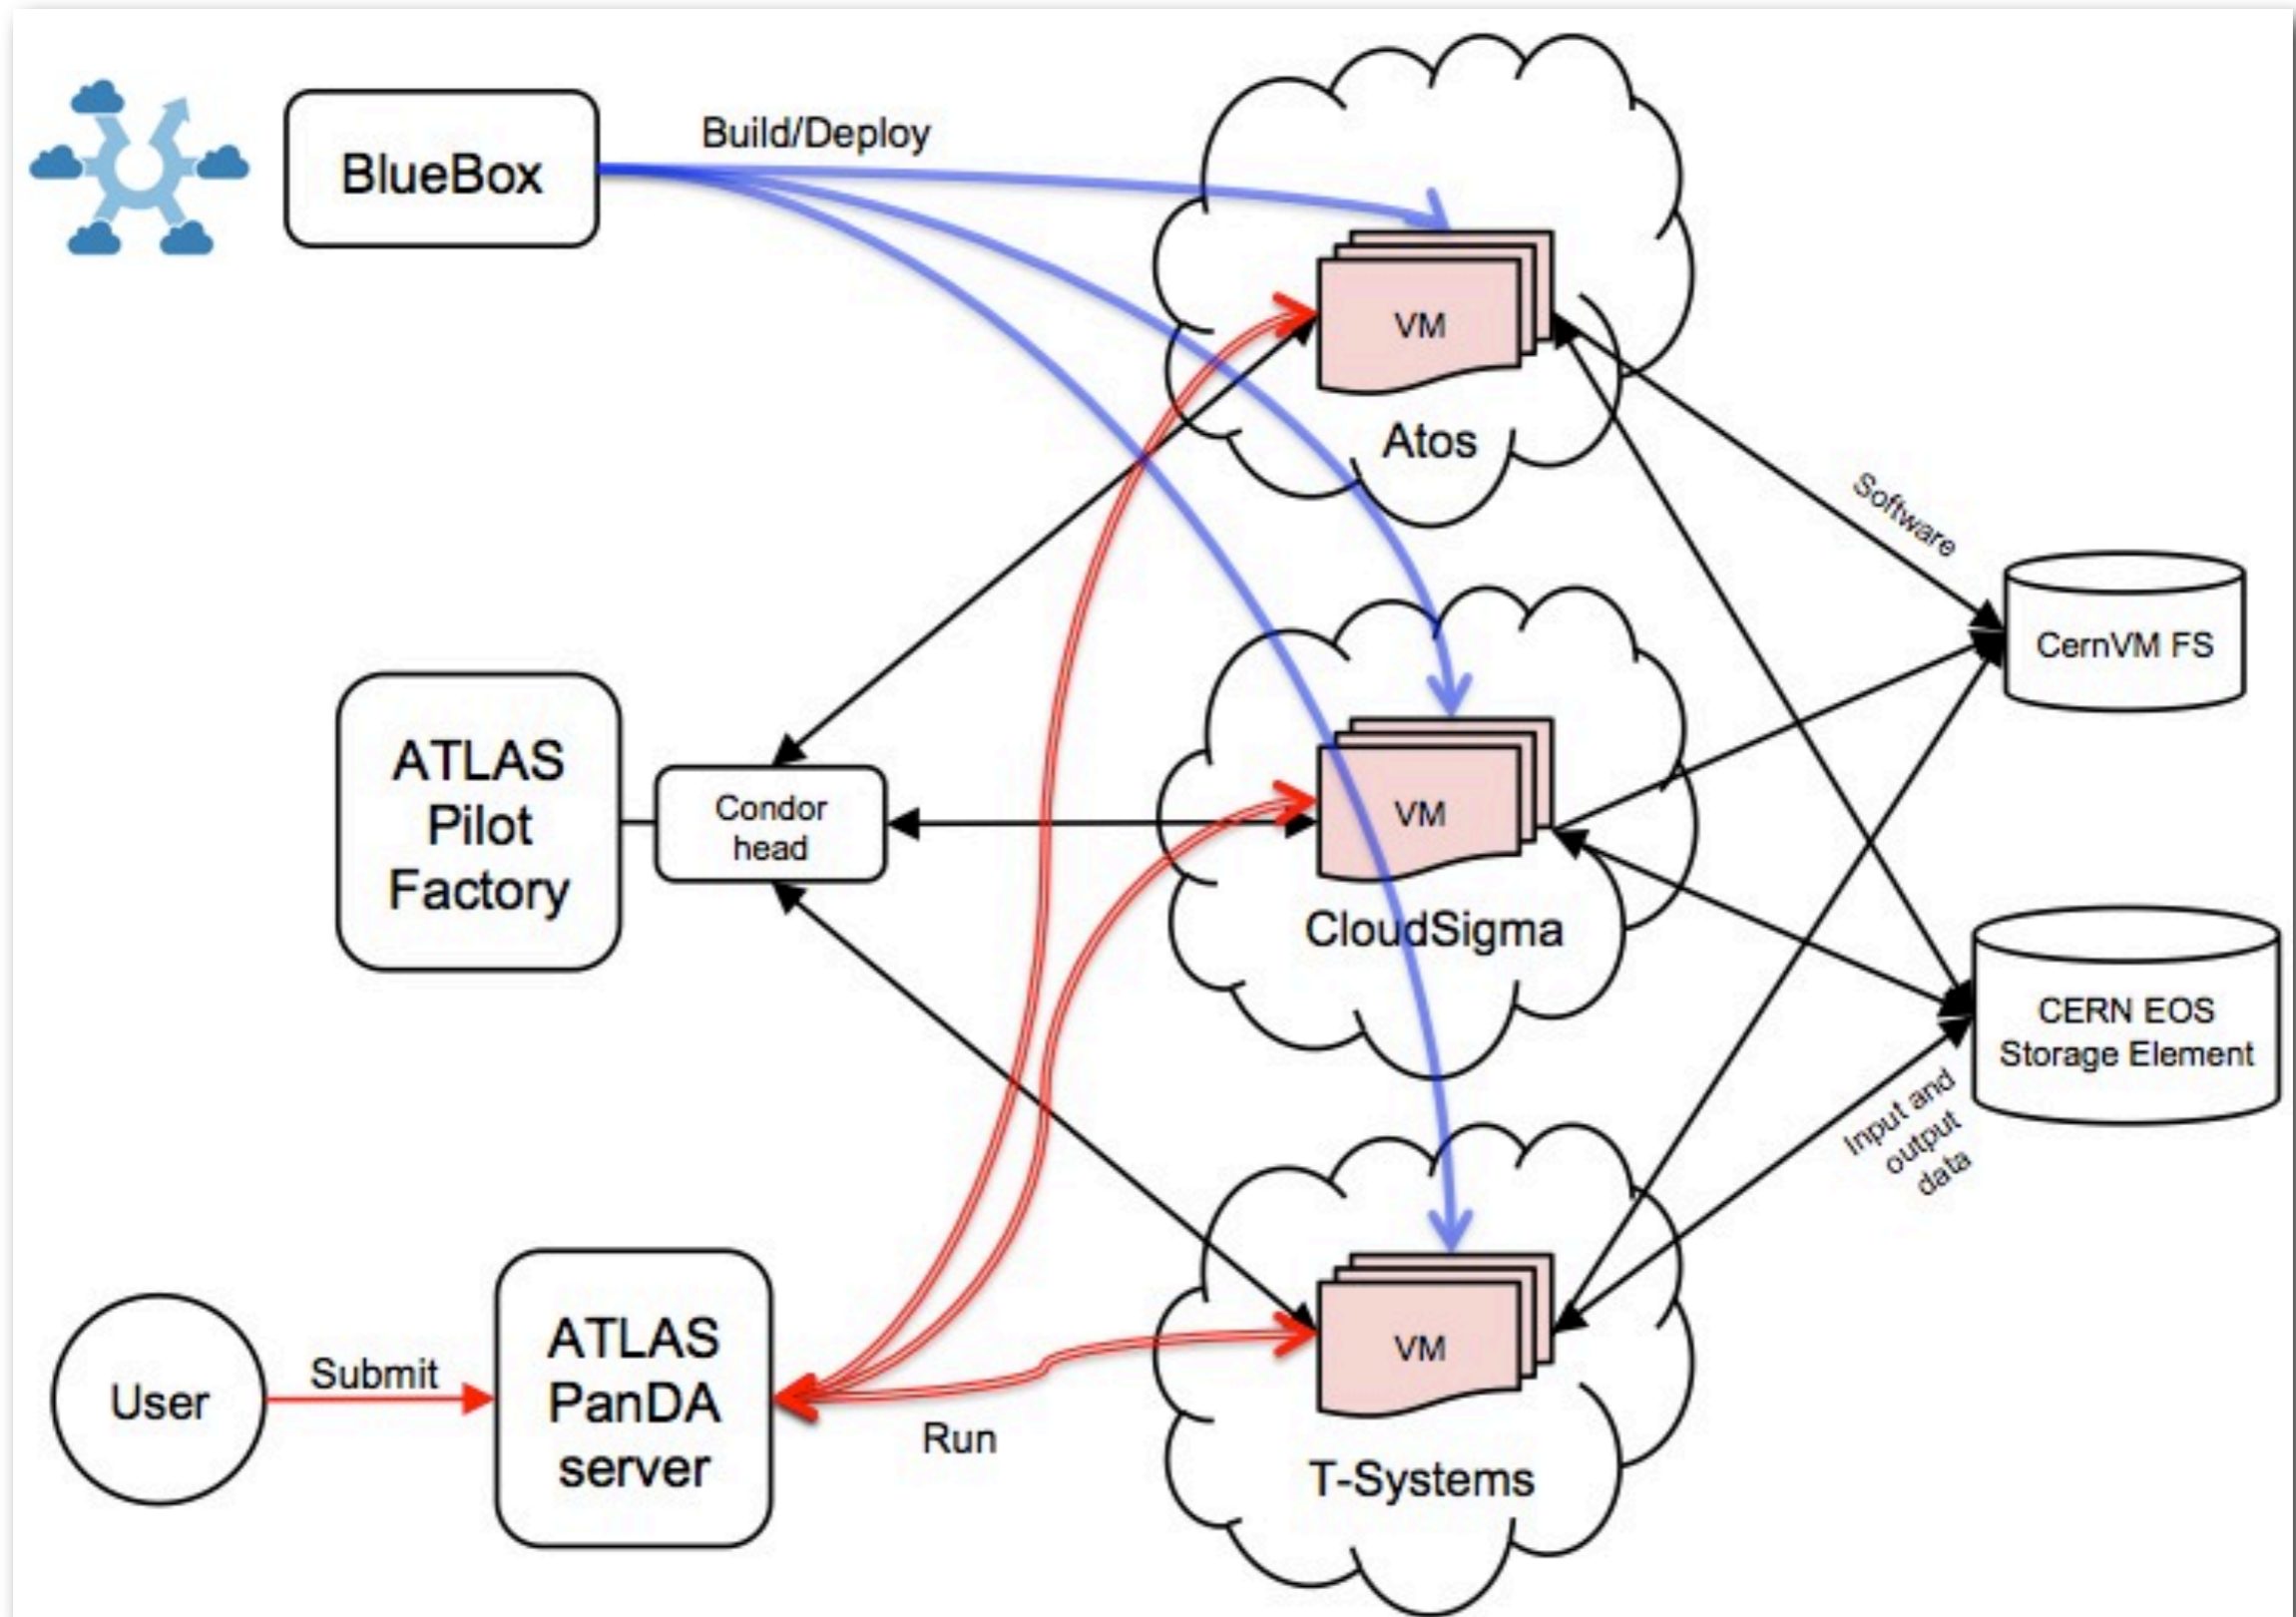 BlueBox
Build/Deploy
VM
Atos
Software
CernVM FS
ATLAS
Pilot
Factory
Condor
head
VM
CloudSigma
CERN EOS
Storage Element
Input and
output
data
User
Submit
ATLAS
PanDA
server
Run
VM
T-Systems